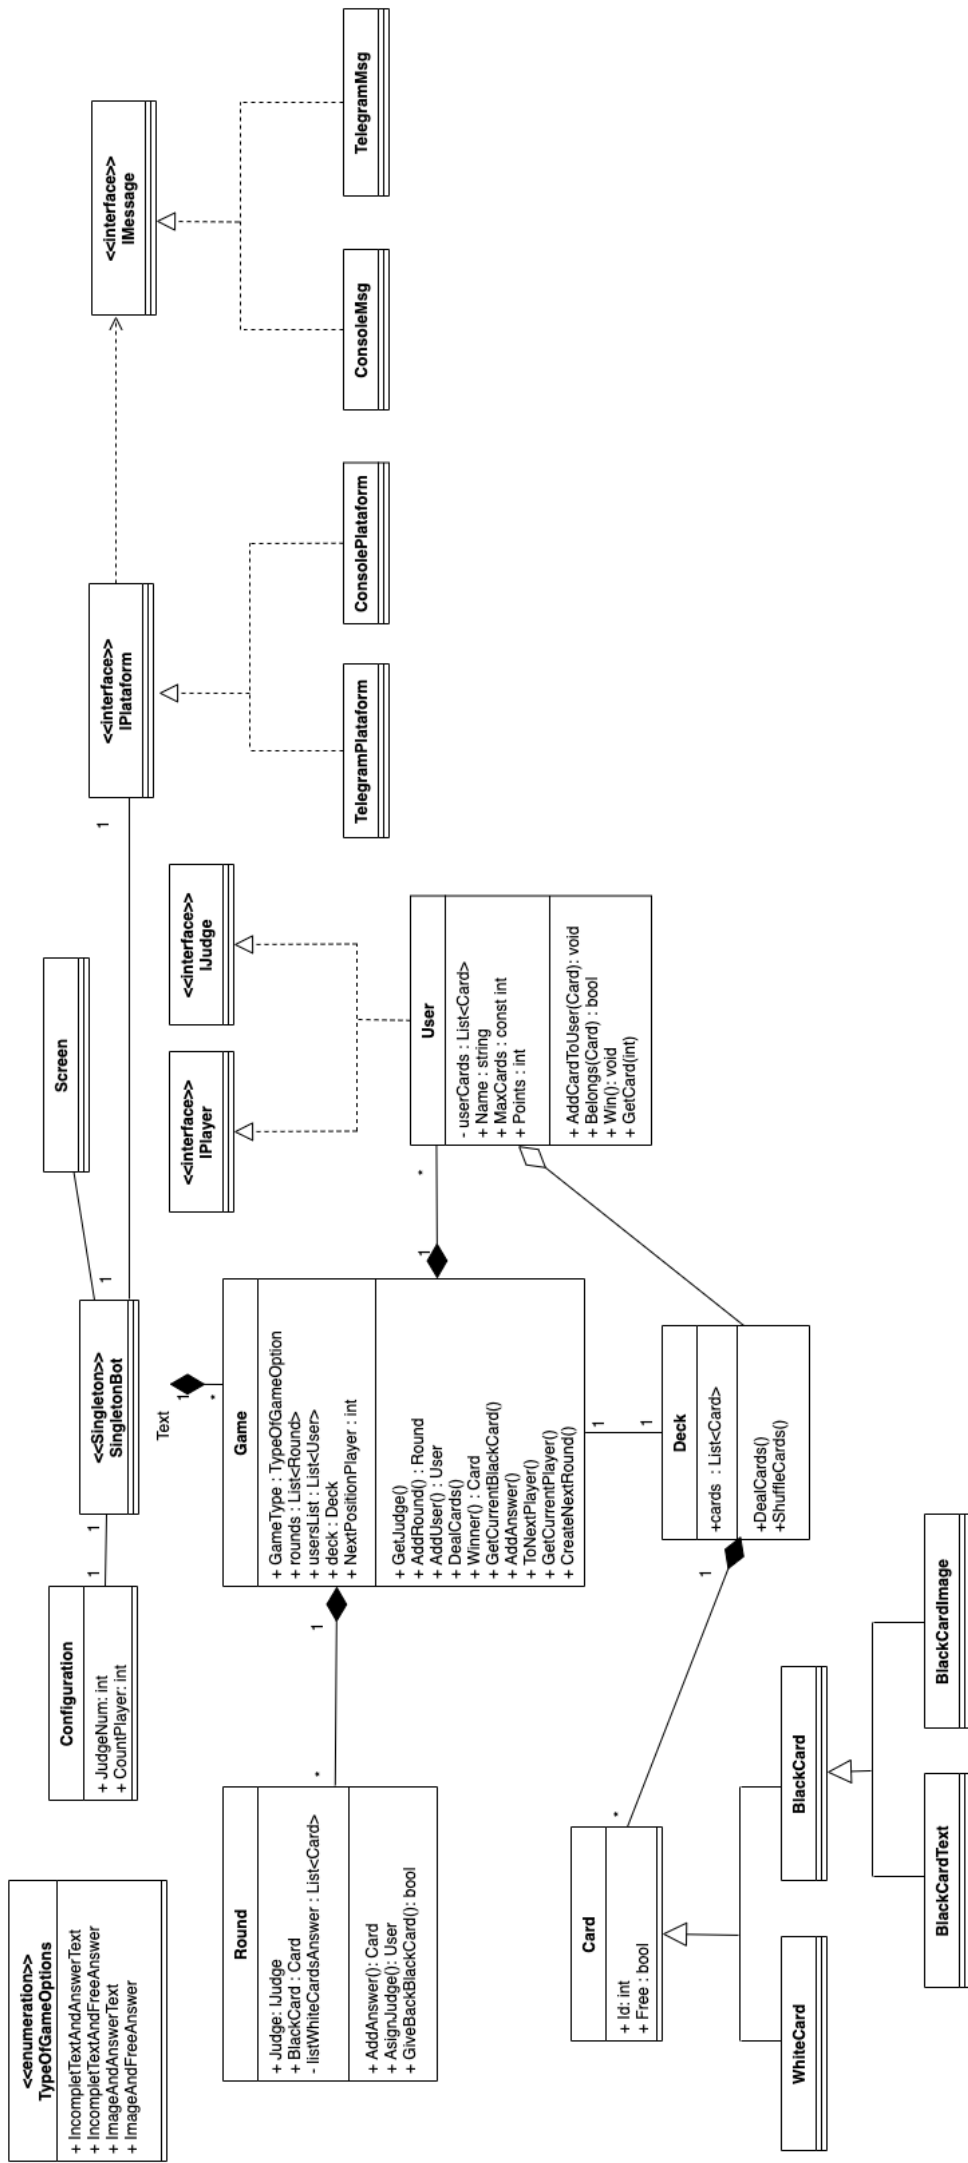 <<enumeration>>
TypeOfGameOptions
+ IncompletTextAndAnswerText
+ IncompletTextAndFreeAnswer
+ ImageAndAnswerText
+ ImageAndFreeAnswer
Configuration
+ JudgeNum: int
+ CountPlayer: int
1
1
<<Singleton>>
SingletonBot
1
Screen
1
<<interface>>
IPlataform
<<interface>>
IMessage
TelegramPlataform
ConsolePlataform
ConsoleMsg
TelegramMsg
Text
1
*
<<interface>>
IPlayer
<<interface>>
IJudge
Round
+ Judge: IJudge
+ BlackCard : Card
- listWhiteCardsAnswer : List<Card>
+ AddAnswer(): Card
+ AsignJudge(): User
+ GiveBackBlackCard(): bool
*
1
Game
+ GameType : TypeOfGameOption
+ rounds : List<Round>
+ usersList : List<User>
+ deck : Deck
+ NextPositionPlayer : int
+ GetJudge()
+ AddRound() : Round
+ AddUser() : User
+ DealCards()
+ Winner() : Card
+ GetCurrentBlackCard()
+ AddAnswer()
+ ToNextPlayer()
+ GetCurrentPlayer()
+ CreateNextRound()
1
*
User
- userCards : List<Card>
+ Name : string
+ MaxCards : const int
+ Points : int
+ AddCardToUser(Card): void
+ Belongs(Card) : bool
+ Win(): void
+ GetCard(int)
1
1
Card
+ Id: int
+ Free : bool
*
1
Deck
+cards : List<Card>
+DealCards()
+ShuffleCards()
WhiteCard
BlackCard
BlackCardText
BlackCardImage